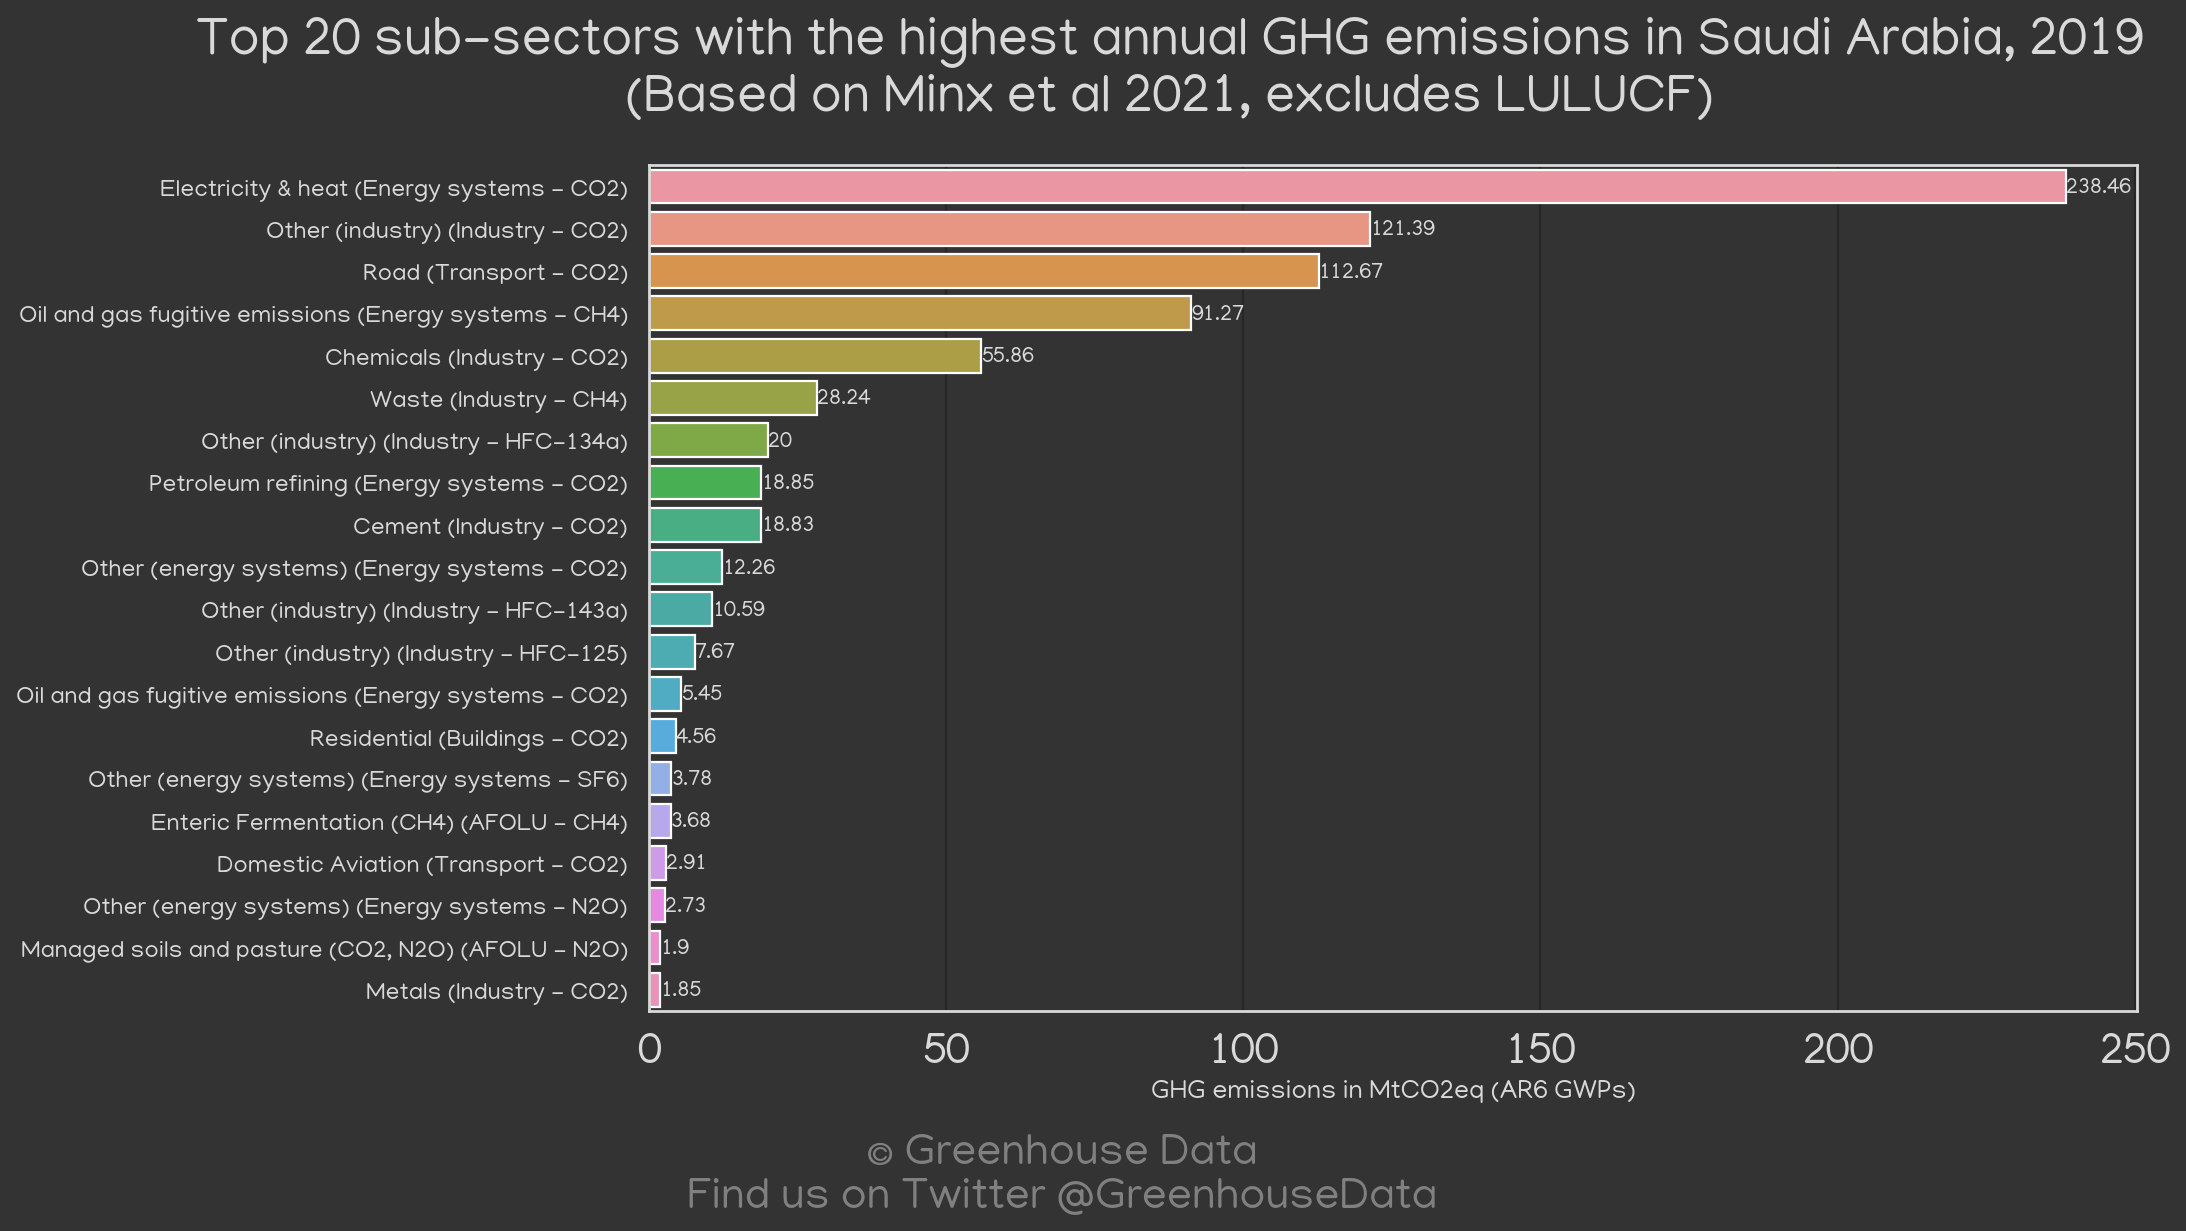 Top 20 sub-sectors with the highest annual GHG emissions in Saudi Arabia, 2019
(Based on Minx et al 2021, excludes LULUCF)
Electricity & heat (Energy systems - CO2) 238.46
Other (industry) (Industry - CO2) 121.39
Road (Transport - CO2) 112.67
Oil and gas fugitive emissions (Energy systems - CH4) 91.27
Chemicals (Industry - CO2) 55.86
Waste (Industry - CH4) 28.24
Other (industry) (Industry - HFC-134a) 20
Petroleum refining (Energy systems - CO2) 18.85
Cement (Industry - CO2) 18.83
Other (energy systems) (Energy systems - CO2) 12.26
Other (industry) (Industry - HFC-143a) 10.59
Other (industry) (Industry - HFC-125) 7.67
Oil and gas fugitive emissions (Energy systems - CO2) 5.45
Residential (Buildings - CO2) 4.56
Other (energy systems) (Energy systems - SF6) 3.78
Enteric Fermentation (CH4) (AFOLU - CH4) 3.68
Domestic Aviation (Transport - CO2) 2.91
Other (energy systems) (Energy systems - N2O) 2.73
Managed soils and pasture (CO2, N2O) (AFOLU - N2O) 1.9
Metals (Industry - CO2) 1.85
0 50 100 150 200 250
GHG emissions in MtCO2eq (AR6 GWPs)
© Greenhouse Data
Find us on Twitter @GreenhouseData